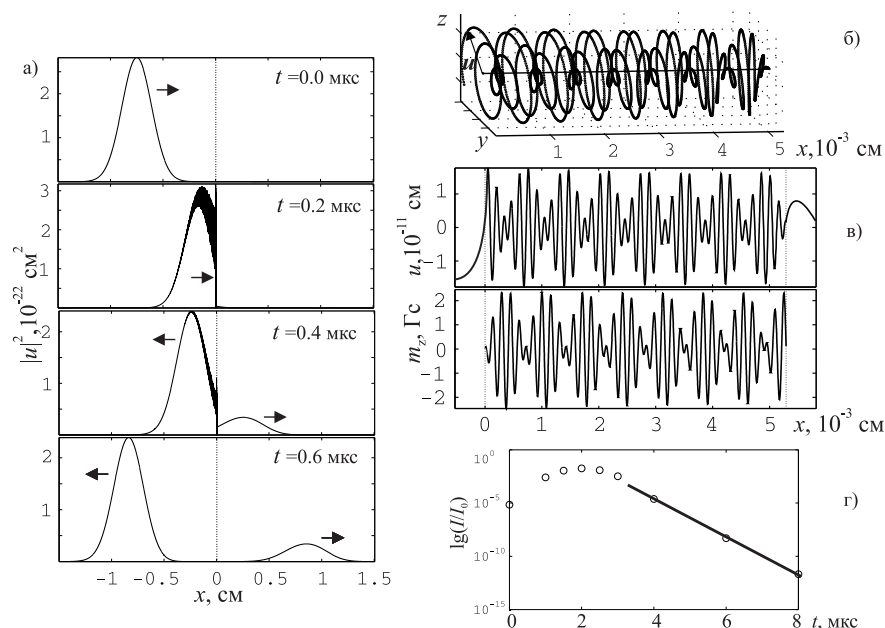 а)
t =0.0 мкс
2
1
t =0.2 мкс
3
2
1
t =0.4 мкс
2
1
t =0.6 мкс
2
1
|u|²,10⁻²² см²
-1 -0.5 0 0.5 1 1.5
x, см
б)
z
u
y
1 2 3 4 5
x,10⁻³ см
в)
u,10⁻¹¹ см
1
0
-1
m_z, Гс
2
1
0
-1
-2
0 1 2 3 4 5
x,10⁻³ см
г)
lg(I/I₀)
10⁰
10⁻⁵
10⁻¹⁰
10⁻¹⁵
0 2 4 6 8
t, мкс